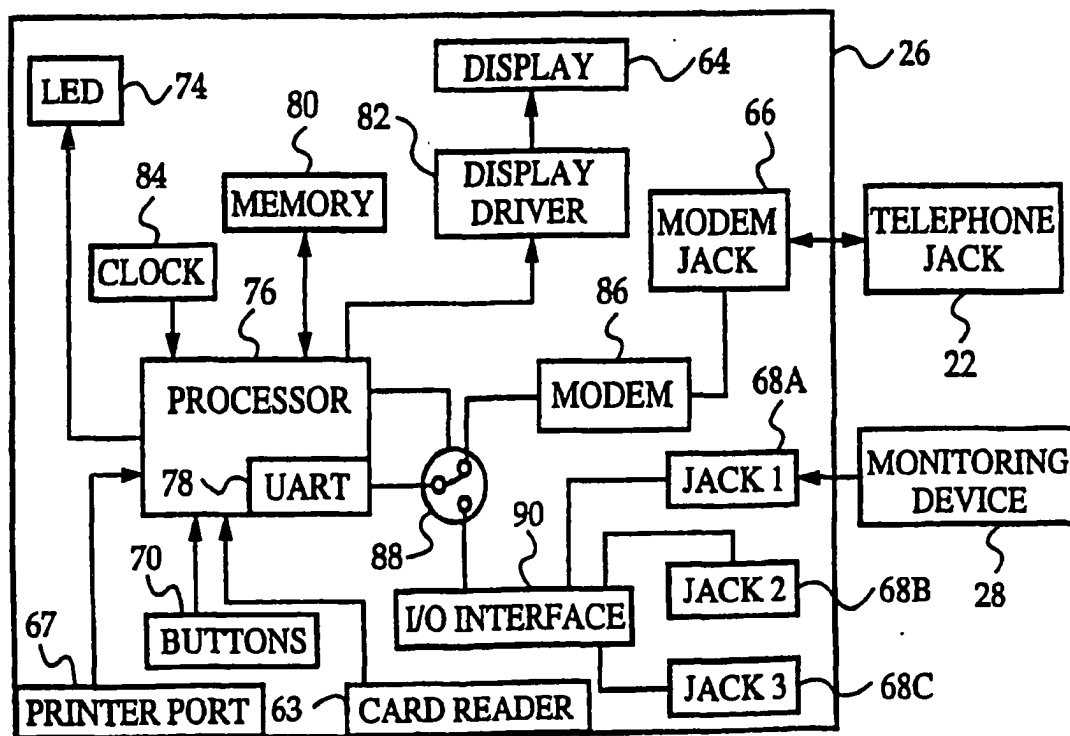 LED
74
DISPLAY
64
26
80
82
66
84
MEMORY
DISPLAY
DRIVER
MODEM
JACK
TELEPHONE
JACK
CLOCK
76
86
22
PROCESSOR
MODEM
68A
78
UART
JACK 1
MONITORING
DEVICE
88
90
70
I/O INTERFACE
JACK 2
68B
28
67
BUTTONS
JACK 3
68C
PRINTER PORT
63
CARD READER